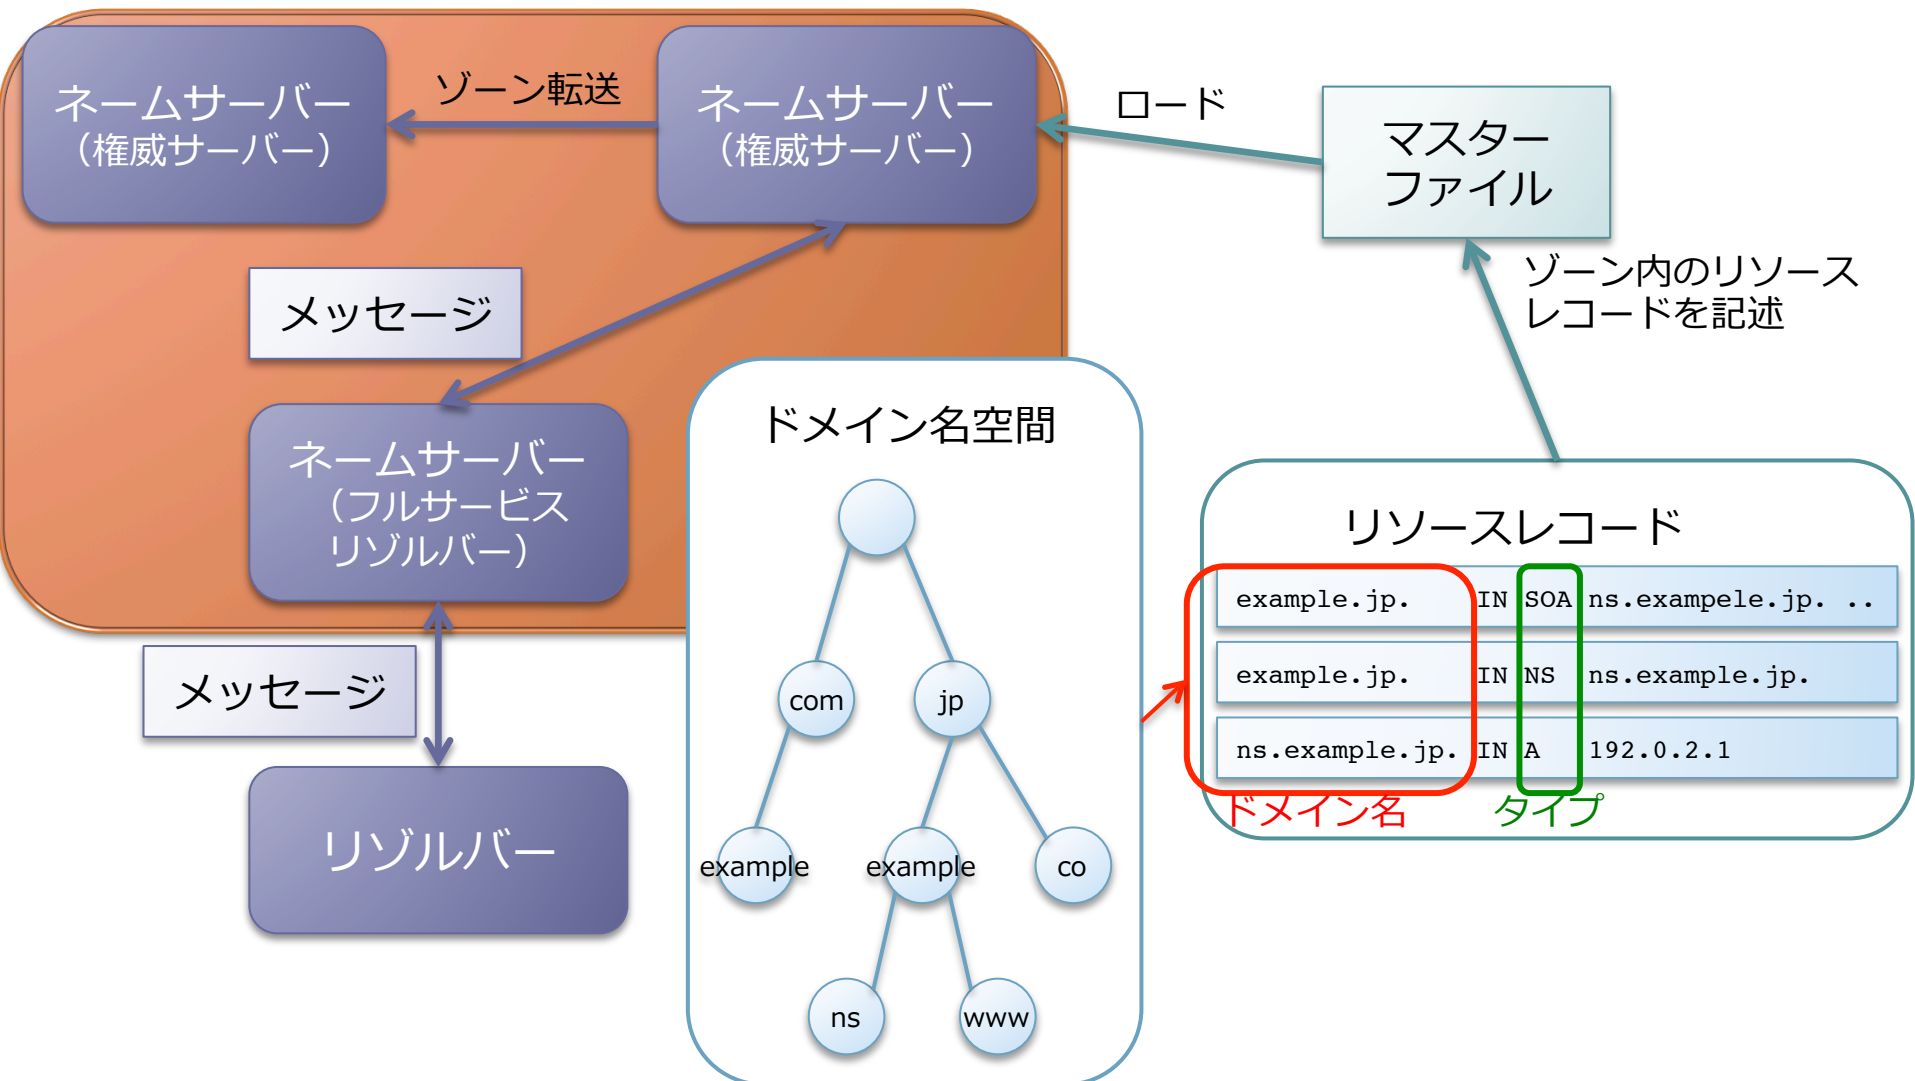 ネームサーバー
（権威サーバー）
ゾーン転送
ネームサーバー
（権威サーバー）
ロード
マスター
ファイル
ゾーン内のリソース
レコードを記述
メッセージ
ネームサーバー
（フルサービス
リゾルバー）
メッセージ
リゾルバー
ドメイン名空間
com
jp
example
example
co
ns
www
リソースレコード
example.jp. IN SOA ns.exampele.jp. ..
example.jp. IN NS ns.example.jp.
ns.example.jp. IN A 192.0.2.1
ドメイン名
タイプ